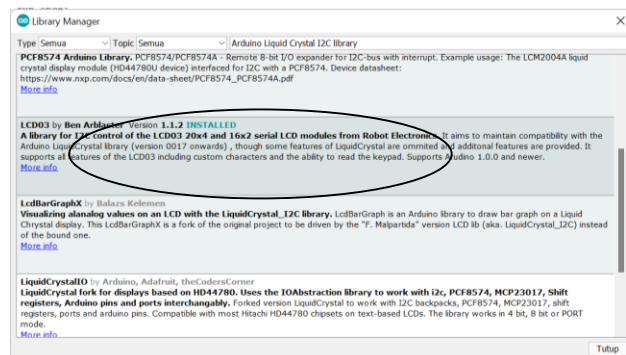 Library Manager
Type Semua Topic Semua Arduino Liquid Crystal I2C library
PCF8574 Arduino Library. PCF8574/PCF8574A - Remote 8-bit I/O expander for I2C-bus with interrupt. Example usage: The LCM2004A liquid
crystal display module (HD44780U device) interfaced for I2C with a PCF8574. Device datasheet:
https://www.nxp.com/docs/en/data-sheet/PCF8574_PCF8574A.pdf
More info
LCD03 by Ben Arblaster Version 1.1.2 INSTALLED
A library for I2C control of the LCD03 20x4 and 16x2 serial LCD modules from Robot Electronics. It aims to maintain compatibility with the
Arduino LiquidCrystal library (version 0017 onwards) , though some features of LiquidCrystal are ommited and additonal features are provided. It
supports all features of the LCD03 including custom characters and the ability to read the keypad. Supports Arudino 1.0.0 and newer.
More info
LcdBarGraphX by Balazs Kelemen
Visualizing alanalog values on an LCD with the LiquidCrystal_I2C library. LcdBarGraph is an Arduino library to draw bar graph on a Liquid
Chrystal display. This LcdBarGraphX is a fork of the original project to be driven by the "F. Malpartida" version LCD lib (aka. LiquidCrystal_I2C) instead
of the bound one.
More info
LiquidCrystalIO by Arduino, Adafruit, theCodersCorner
LiquidCrystal fork for displays based on HD44780. Uses the IOAbstraction library to work with i2c, PCF8574, MCP23017, Shift
registers, Arduino pins and ports interchangably. Forked version LiquidCrystal to work with I2C backpacks, PCF8574, MCP23017, shift
registers, ports and arduino pins. Compatible with most Hitachi HD44780 chipsets on text-based LCDs. The library works in 4 bit, 8 bit or PORT
mode.
More info
Tutup